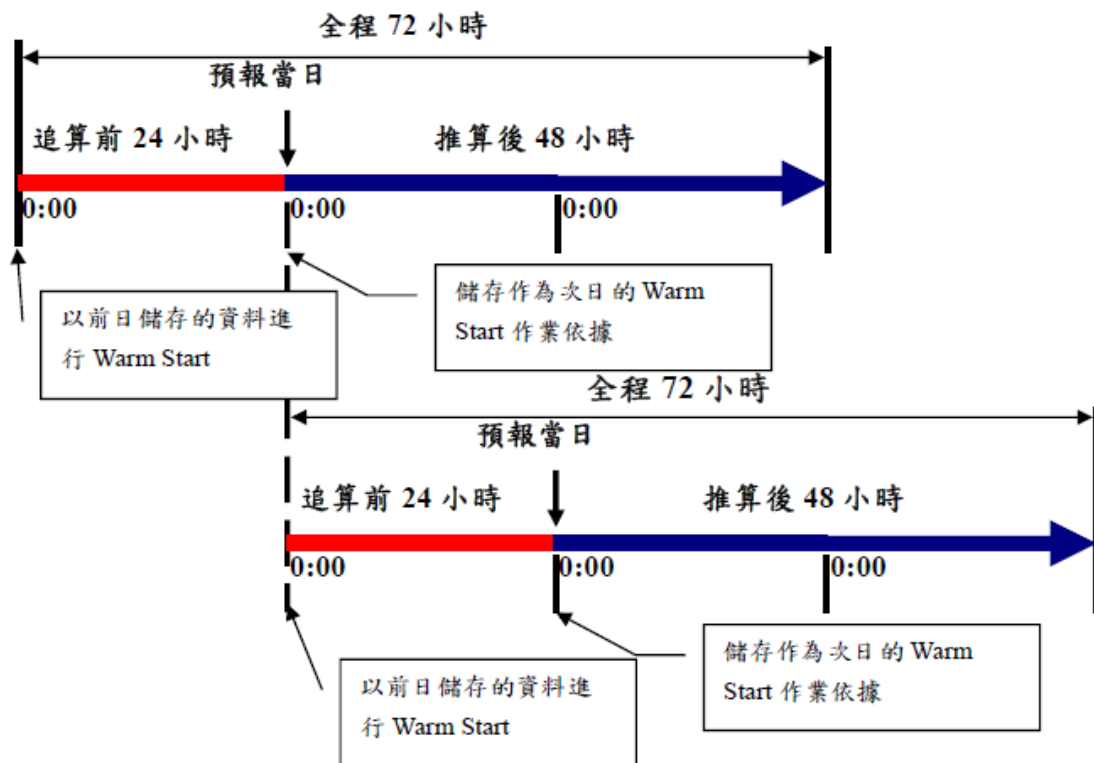 全程 72 小時
預報當日
追算前 24 小時
推算後 48 小時
0:00
0:00
0:00
以前日儲存的資料進
行 Warm Start
儲存作為次日的 Warm
Start 作業依據
全程 72 小時
預報當日
追算前 24 小時
推算後 48 小時
0:00
0:00
0:00
以前日儲存的資料進
行 Warm Start
儲存作為次日的 Warm
Start 作業依據